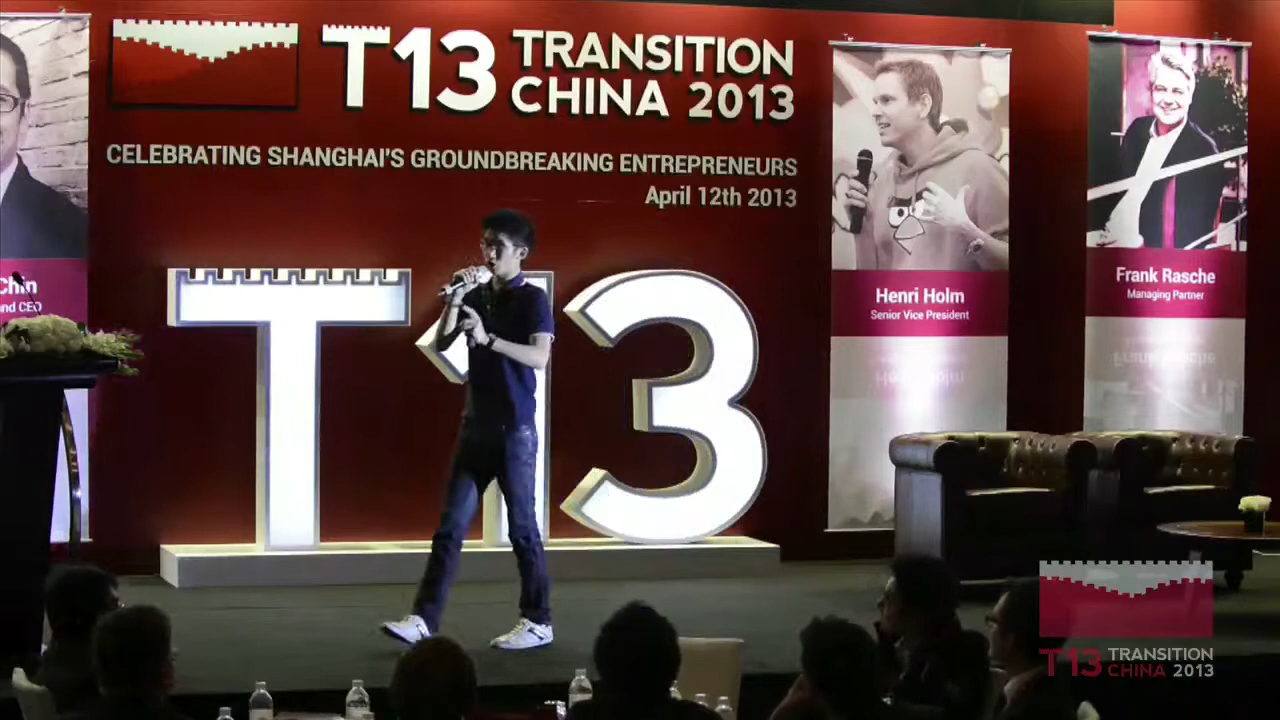 T13 TRANSITION
CHINA 2013
CELEBRATING SHANGHAI'S GROUNDBREAKING ENTREPRENEURS
April 12th 2013
T13
Chin
and CEO
Henri Holm
Senior Vice President
Frank Rasche
Managing Partner
T13 TRANSITION
CHINA 2013